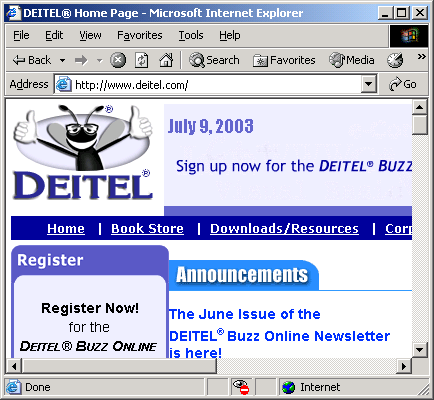 DEITEL® Home Page - Microsoft Internet Explorer
File Edit View Favorites Tools Help
Back Search Favorites Media
Address http://www.deitel.com/ Go
®
DEITEL®
July 9, 2003
Sign up now for the DEITEL® BUZZ
Home | Book Store | Downloads/Resources | Corp
Register
Announcements
Register Now!
for the
DEITEL® BUZZ ONLINE
The June Issue of the
DEITEL® Buzz Online Newsletter
is here!
Done Internet